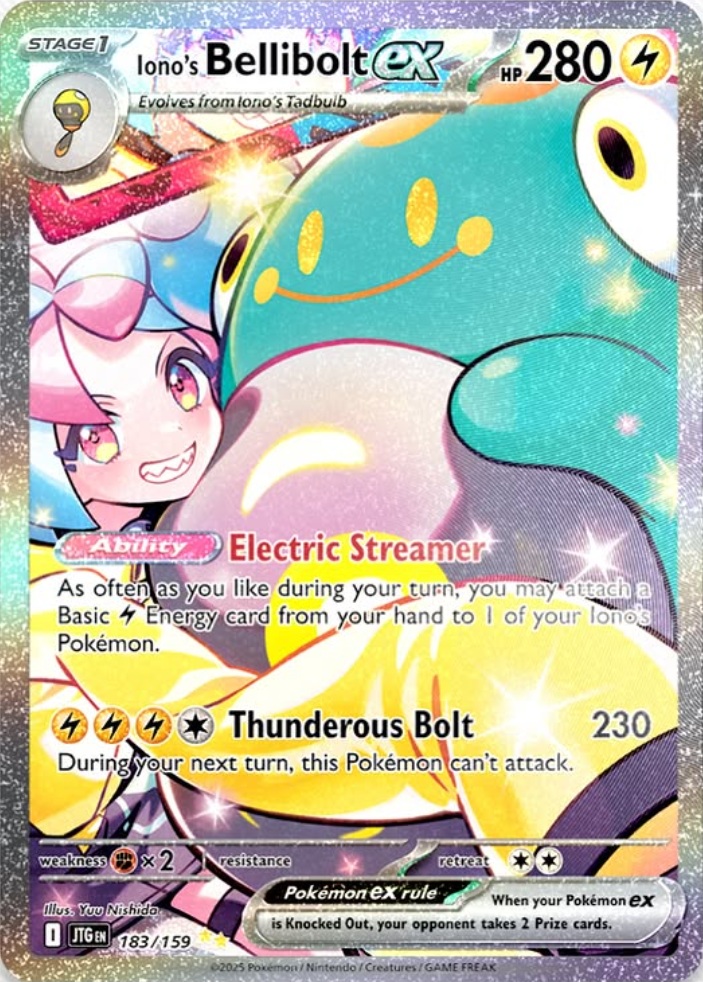 STAGE 1
Iono's Bellibolt ex HP 280
Evolves from Iono's Tadbulb
Ability Electric Streamer
As often as you like during your turn, you may attach a
Basic Energy card from your hand to 1 of your Iono's
Pokémon.
Thunderous Bolt 230
During your next turn, this Pokémon can't attack.
weakness ×2 resistance retreat
Pokémon ex rule When your Pokémon ex
is Knocked Out, your opponent takes 2 Prize cards.
Illus. Yuu Nishida
I JTG EN 183/159
©2025 Pokémon / Nintendo / Creatures / GAME FREAK